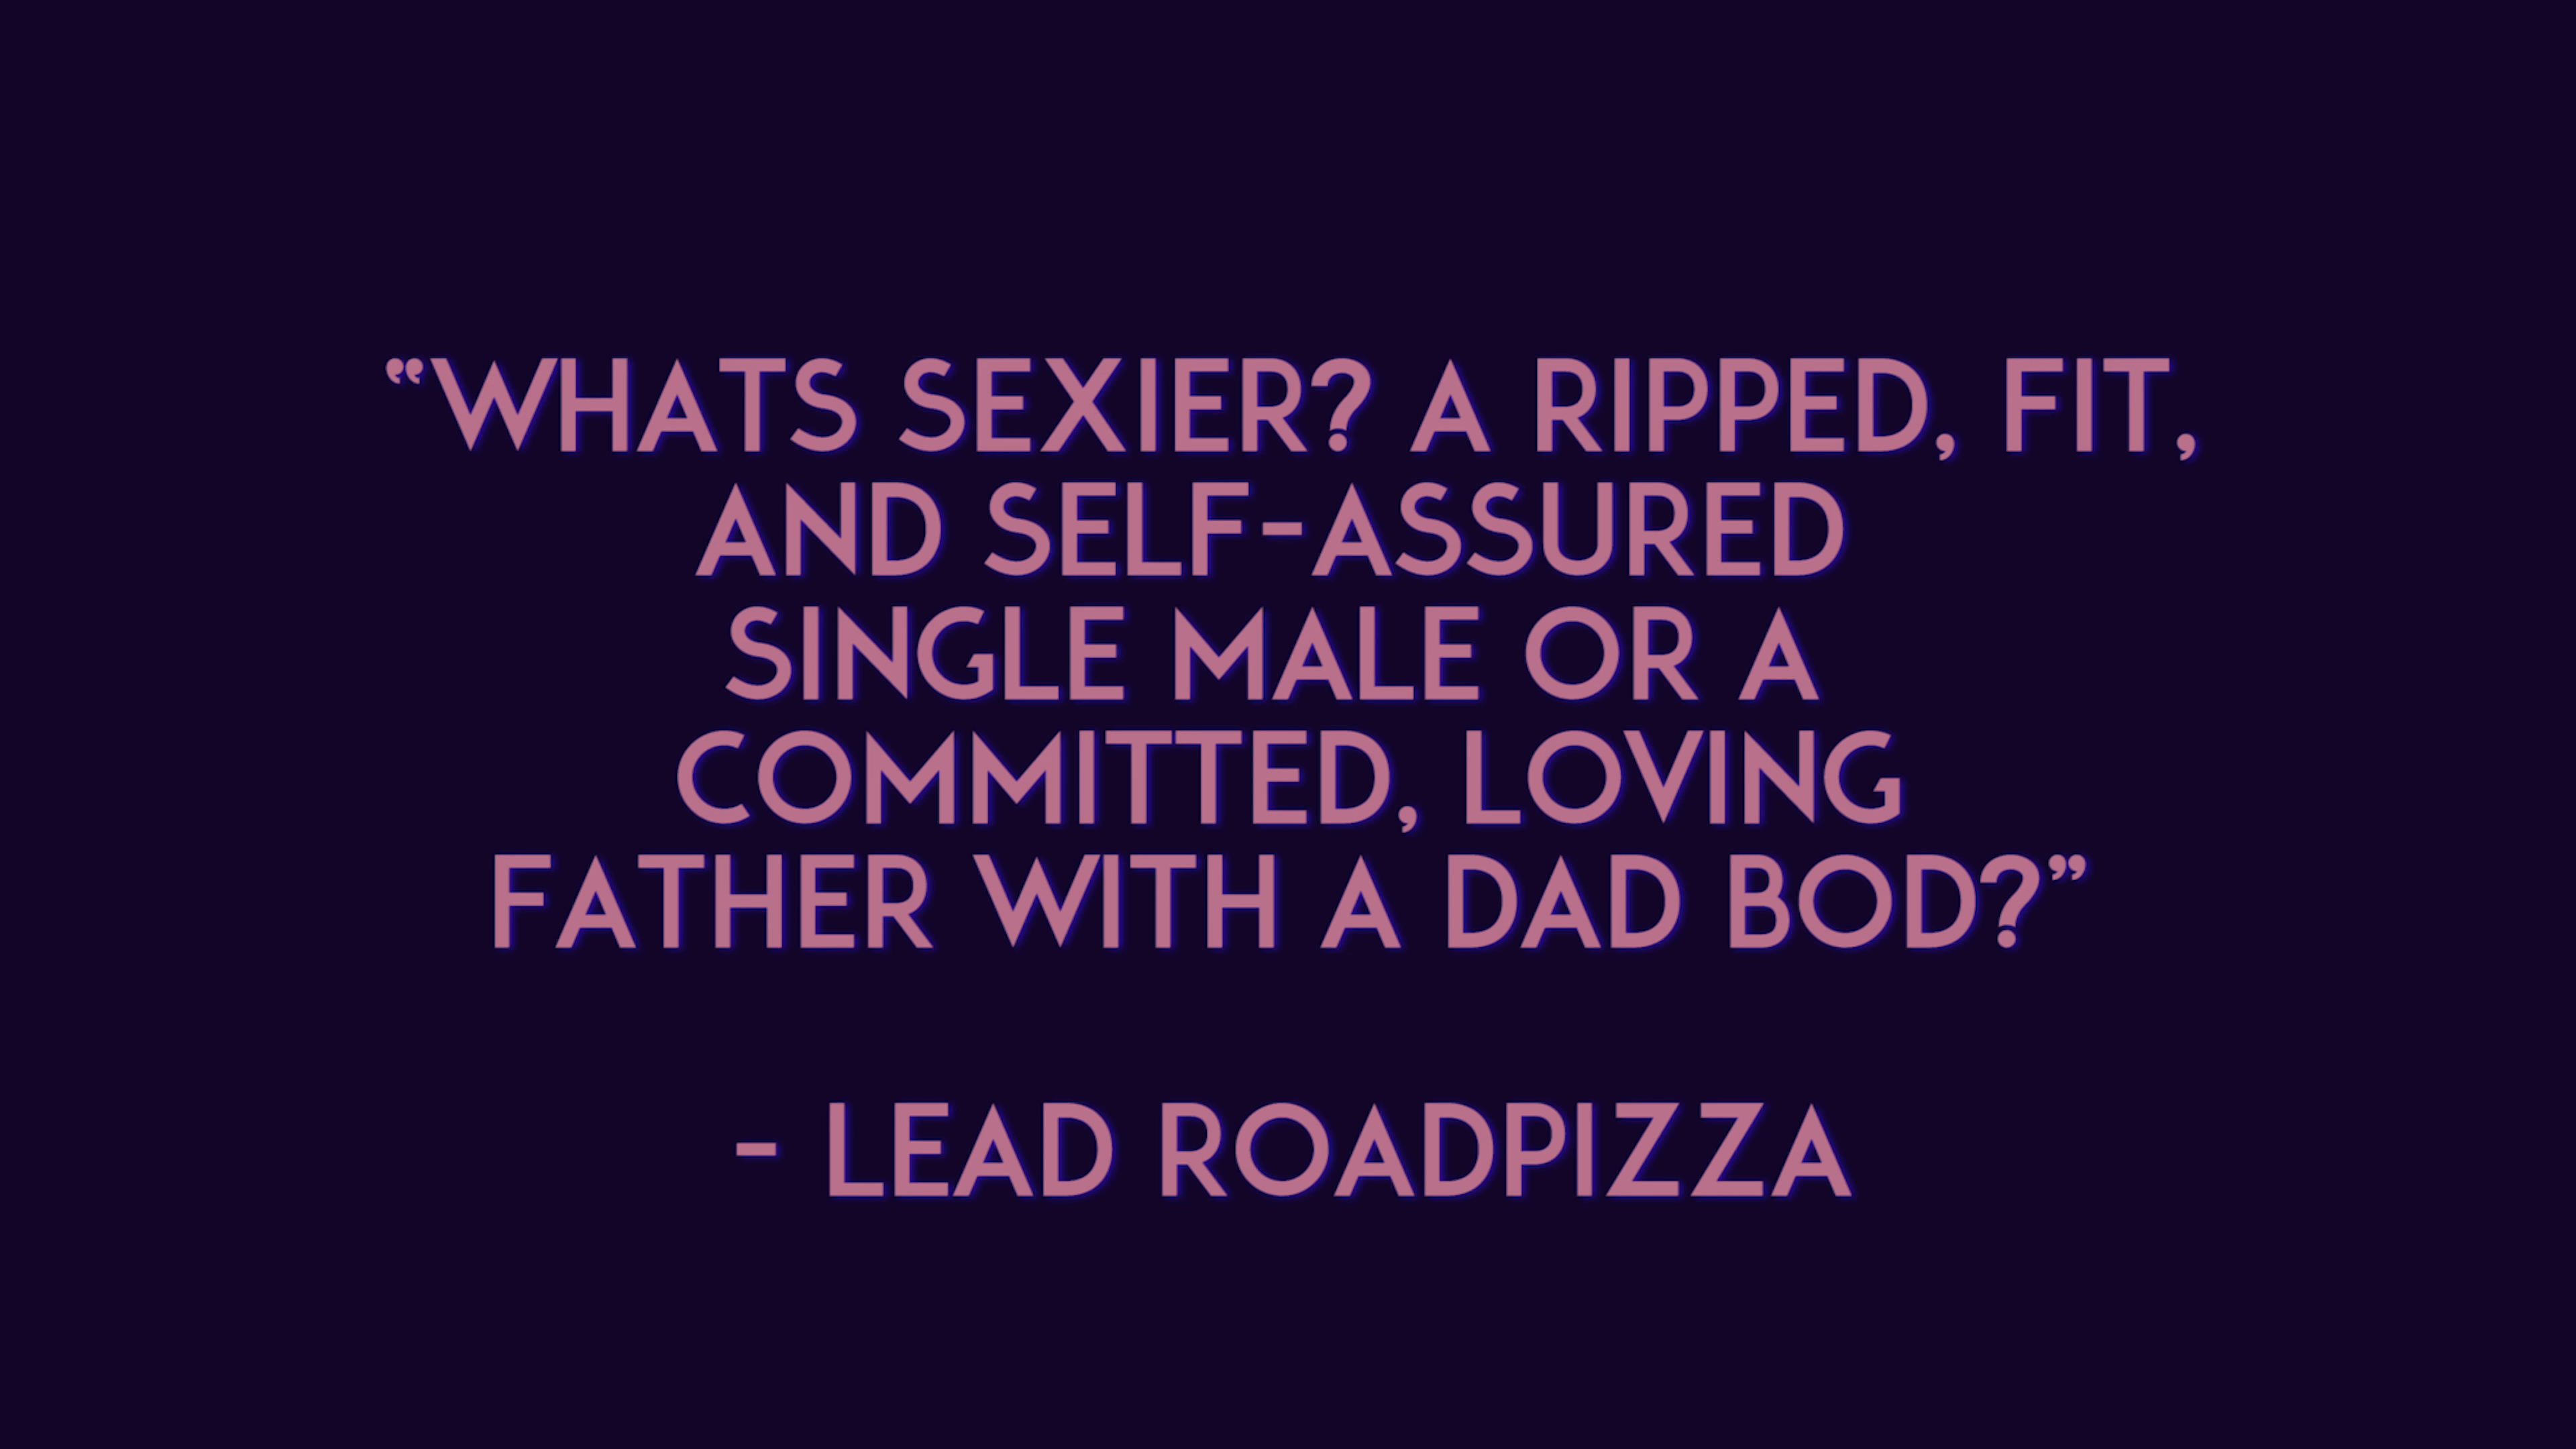 “WHATS SEXIER? A RIPPED, FIT,
AND SELF-ASSURED
SINGLE MALE OR A
COMMITTED, LOVING
FATHER WITH A DAD BOD?”
- LEAD ROADPIZZA